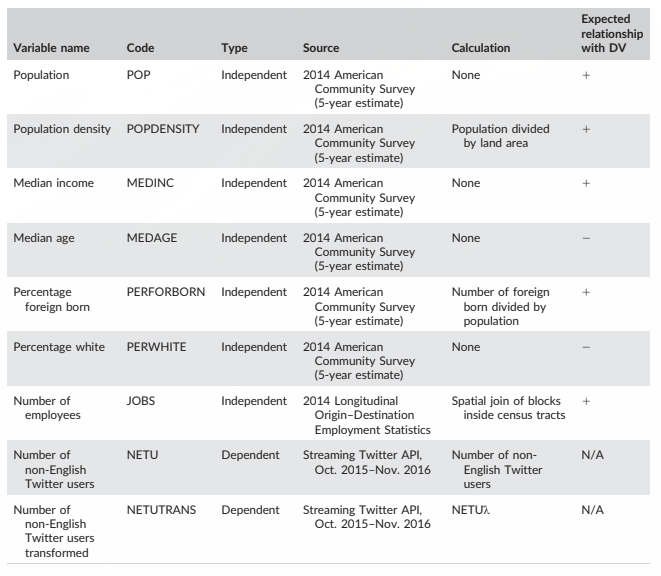 Expected
relationship
Variable name Code Type Source Calculation with DV
Population POP Independent 2014 American None +
Community Survey
(5-year estimate)
Population density POPDENSITY Independent 2014 American Population divided +
Community Survey by land area
(5-year estimate)
Median income MEDINC Independent 2014 American None +
Community Survey
(5-year estimate)
Median age MEDAGE Independent 2014 American None −
Community Survey
(5-year estimate)
Percentage PERFORBORN Independent 2014 American Number of foreign +
foreign born Community Survey born divided by
(5-year estimate) population
Percentage white PERWHITE Independent 2014 American None −
Community Survey
(5-year estimate)
Number of JOBS Independent 2014 Longitudinal Spatial join of blocks +
employees Origin–Destination inside census tracts
Employment Statistics
Number of NETU Dependent Streaming Twitter API, Number of non- N/A
non-English Oct. 2015–Nov. 2016 English Twitter
Twitter users users
Number of NETUTRANS Dependent Streaming Twitter API, NETUλ N/A
non-English Oct. 2015–Nov. 2016
Twitter users
transformed